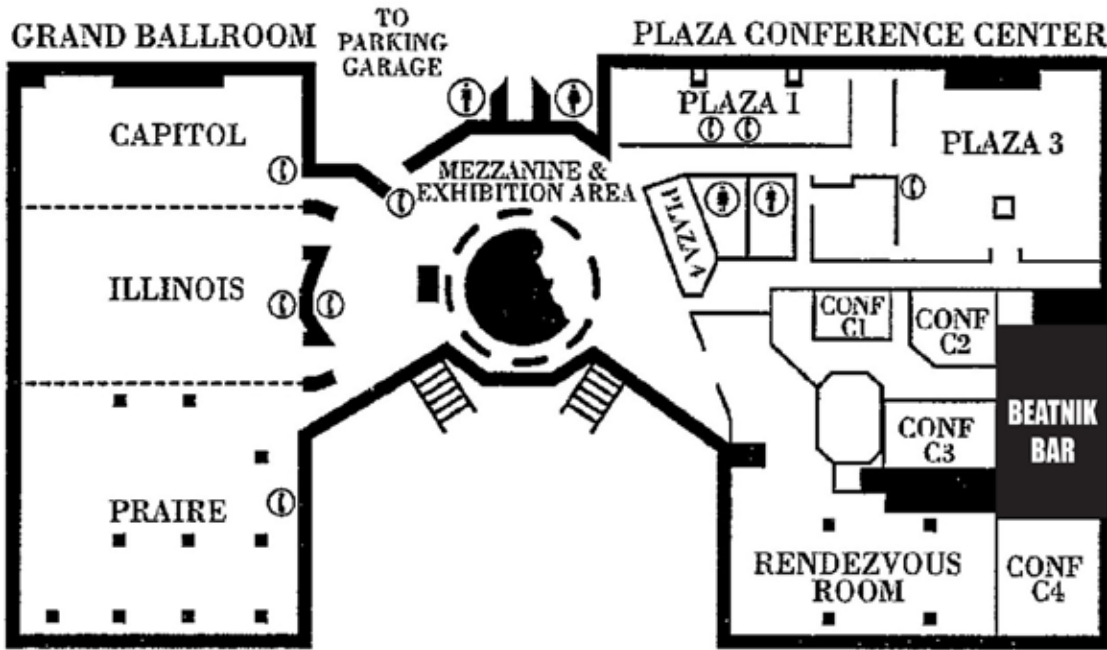 GRAND BALLROOM
TO
PARKING
GARAGE
PLAZA CONFERENCE CENTER
CAPITOL
MEZZANINE &
EXHIBITION AREA
PLAZA 1
PLAZA 3
PLAZA 4
ILLINOIS
CONF
C1
CONF
C2
CONF
C3
BEATNIK
BAR
PRAIRE
RENDEZVOUS
ROOM
CONF
C4